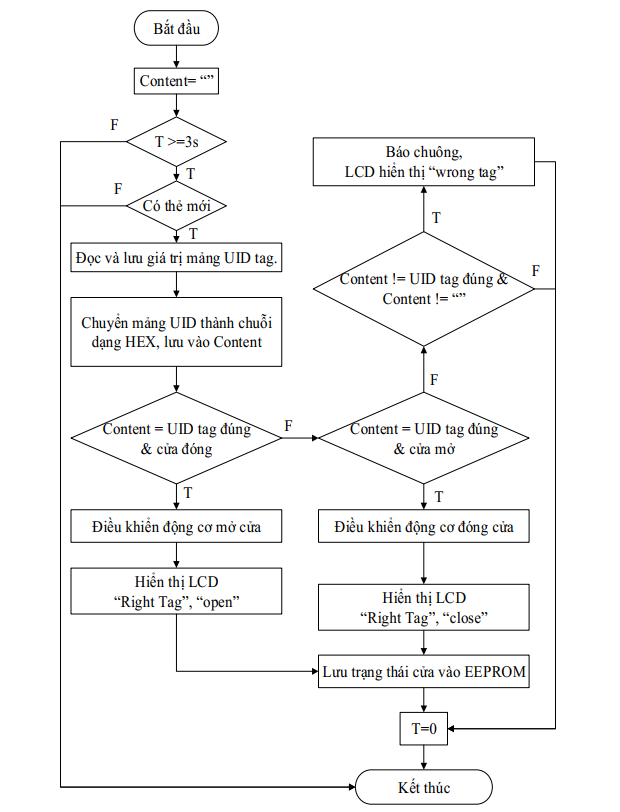 Bắt đầu
Content= “”
F
T >=3s
T
F
Có thẻ mới
T
Đọc và lưu giá trị mảng UID tag.
Chuyển mảng UID thành chuỗi
dạng HEX, lưu vào Content
Content = UID tag đúng
& cửa đóng
F
T
Điều khiển động cơ mở cửa
Hiển thị LCD
“Right Tag”, “open”
Báo chuông,
LCD hiển thị “wrong tag”
T
Content != UID tag đúng &
Content != “”
F
F
Content = UID tag đúng
& cửa mở
T
Điều khiển động cơ đóng cửa
Hiển thị LCD
“Right Tag”, “close”
Lưu trạng thái cửa vào EEPROM
T=0
Kết thúc